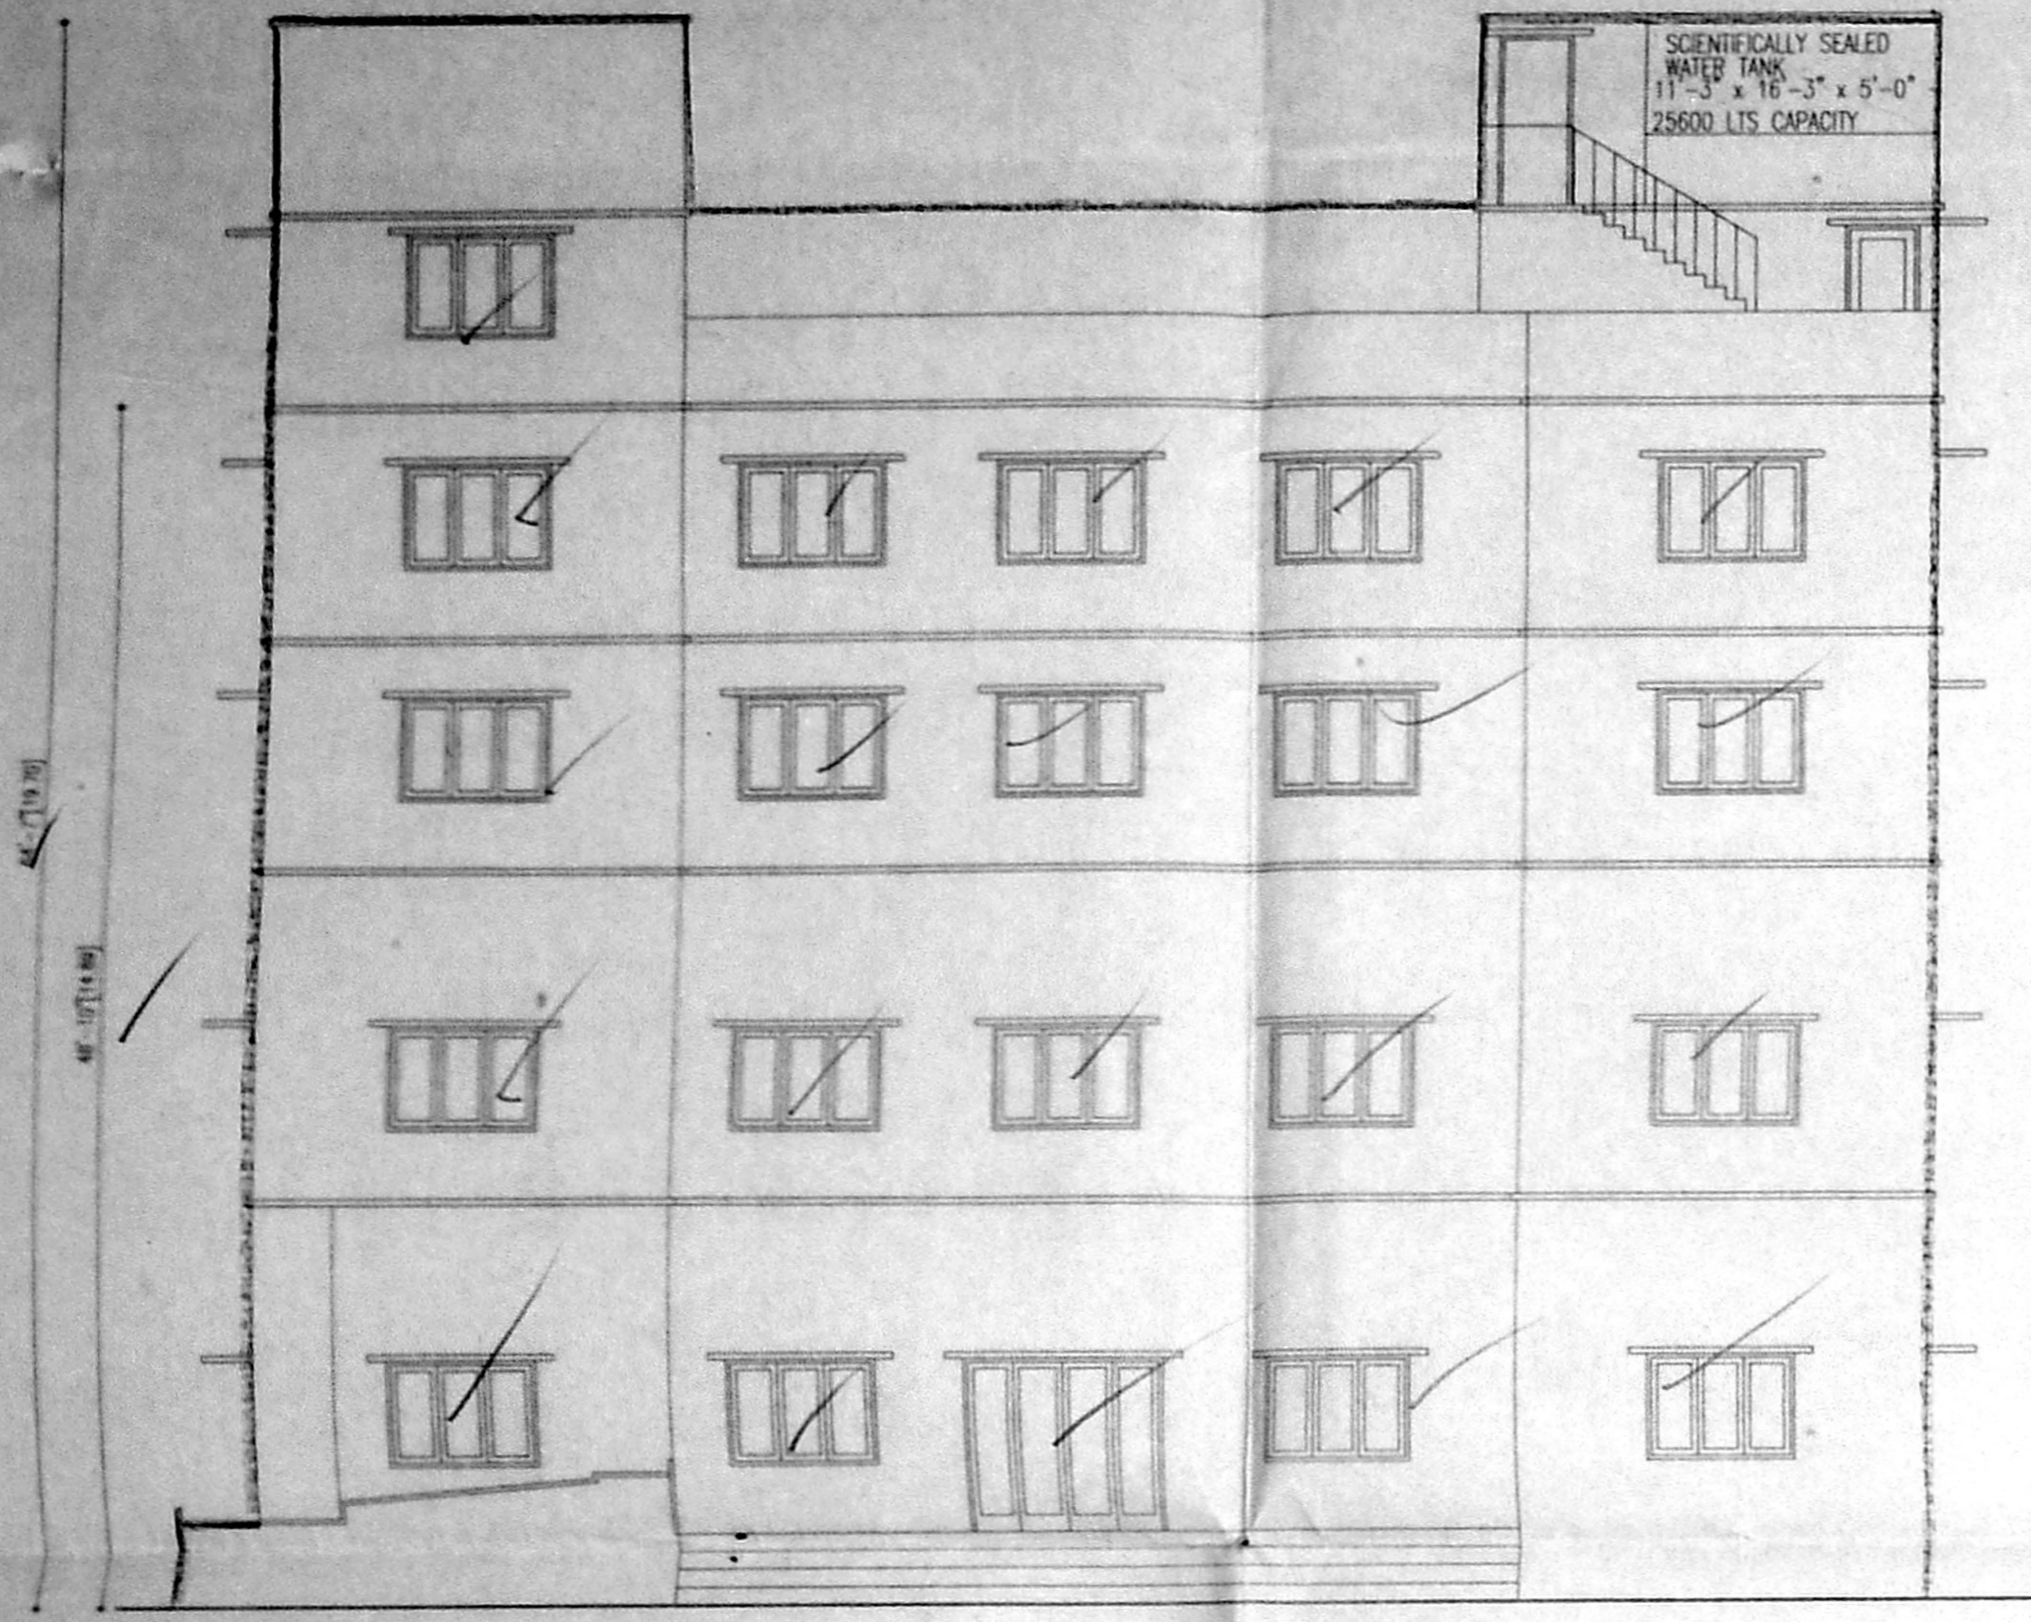 SCIENTIFICALLY SEALED
WATER TANK
11'-3" x 16'-3" x 5'-0"
25600 LTS CAPACITY